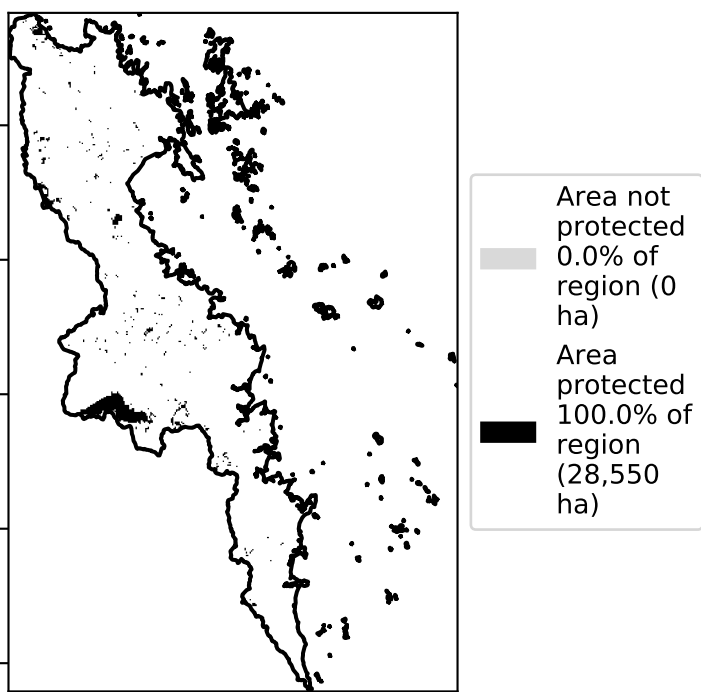 Area not
protected
0.0% of
region (0
ha)
Area
protected
100.0% of
region
(28,550
ha)